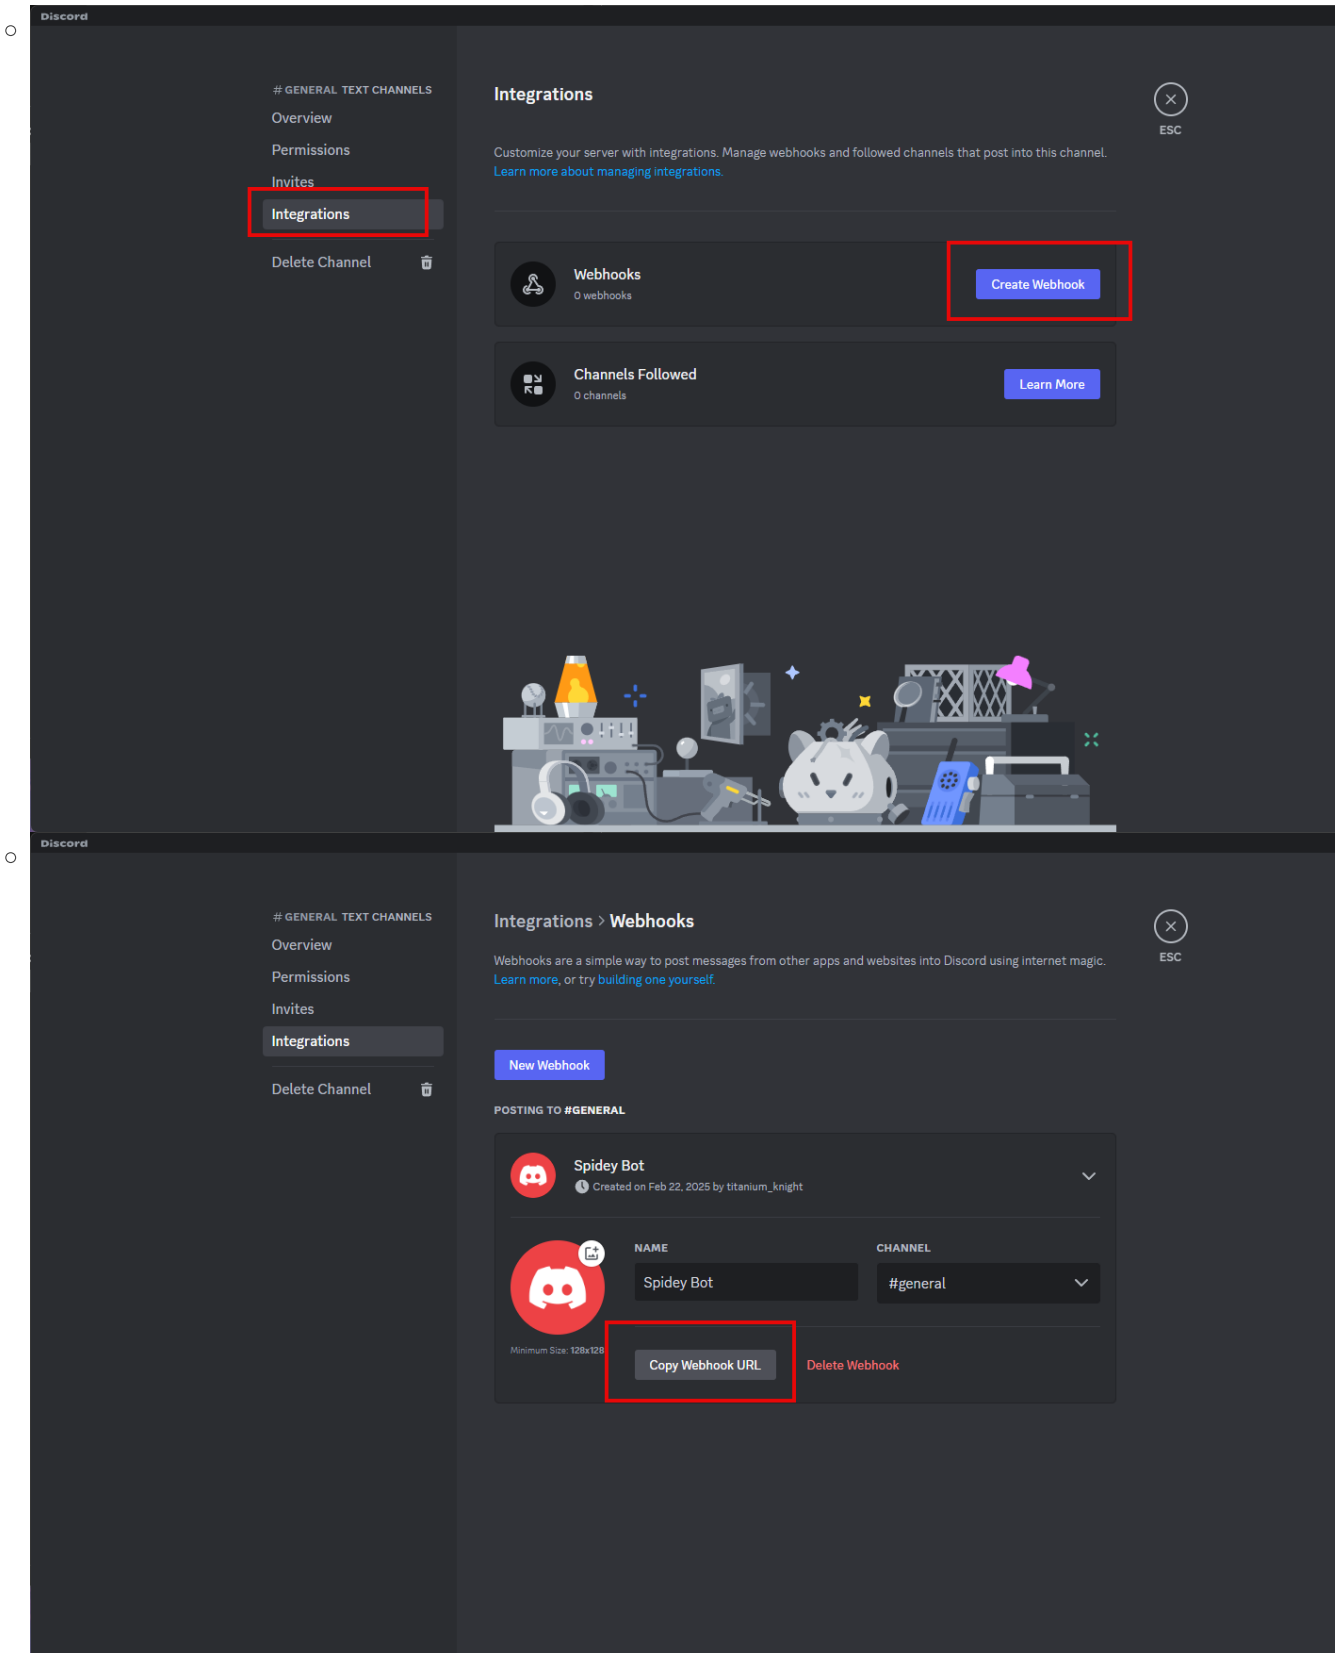 Discord
# GENERAL TEXT CHANNELS
Overview
Permissions
Invites
Integrations
Delete Channel
Integrations
ESC
Customize your server with integrations. Manage webhooks and followed channels that post into this channel.
Learn more about managing integrations.
Webhooks
0 webhooks
Create Webhook
Channels Followed
0 channels
Learn More
Discord
# GENERAL TEXT CHANNELS
Overview
Permissions
Invites
Integrations
Delete Channel
Integrations > Webhooks
ESC
Webhooks are a simple way to post messages from other apps and websites into Discord using internet magic.
Learn more, or try building one yourself.
New Webhook
POSTING TO #GENERAL
Spidey Bot
Created on Feb 22, 2025 by titanium_knight
NAME
CHANNEL
Spidey Bot
#general
Minimum Size: 128x128
Copy Webhook URL
Delete Webhook